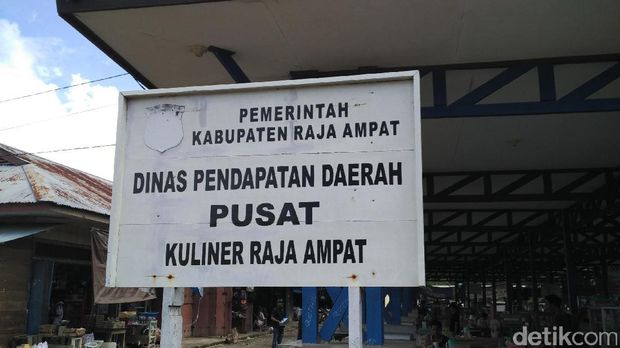 PEMERINTAH
KABUPATEN RAJA AMPAT
DINAS PENDAPATAN DAERAH
PUSAT
KULINER RAJA AMPAT
detikcom